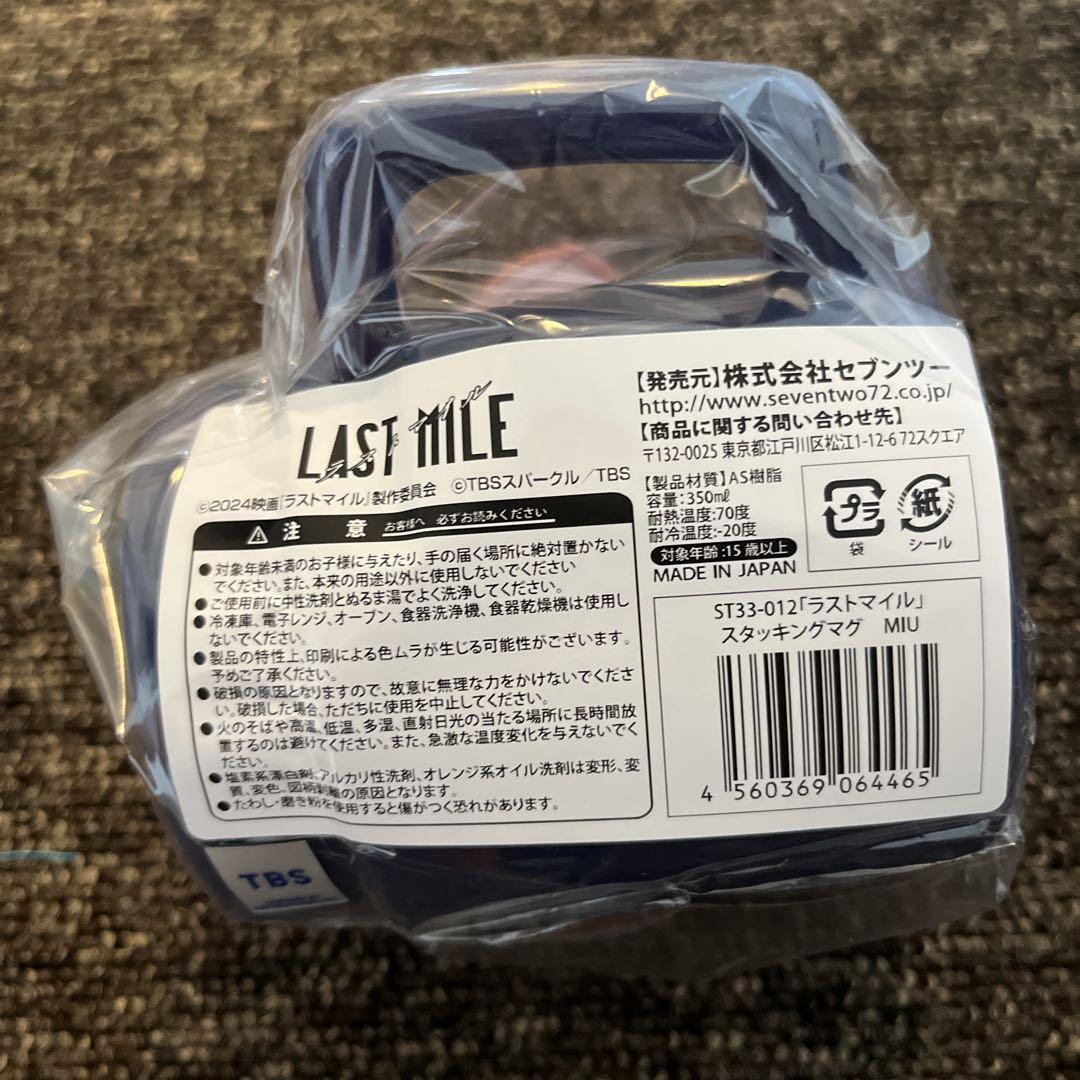 LAST MILE
ラストマイル
©2024映画『ラストマイル』製作委員会 ©TBSスパークル/TBS
注 意 お客様へ 必ずお読みください
● 対象年齢未満のお子様に与えたり、手の届く場所に絶対置かない
でください。また、本来の用途以外に使用しないでください
● ご使用前に中性洗剤とぬるま湯でよく洗浄してください。
● 冷凍庫、電子レンジ、オーブン、食器洗浄機、食器乾燥機は使用し
ないでください。
● 製品の特性上、印刷による色ムラが生じる可能性がございます。
予めご了承ください。
● 破損の原因となりますので、故意に無理な力をかけないでくださ
い。破損した場合、ただちに使用を中止してください。
● 火のそばや高温、低温、多湿、直射日光の当たる場所に長時間放
置するのは避けてください。また、急激な温度変化を与えないでく
ださい。
● 塩素系漂白剤、アルカリ性洗剤、オレンジ系オイル洗剤は変形、変
質、変色、図柄剥離の原因となります。
● たわし・磨き粉を使用すると傷がつく恐れがあります。
TBS
【発売元】株式会社セブンツー
http://www.seventwo72.co.jp/
【商品に関する問い合わせ先】
〒132-0025 東京都江戸川区松江1-12-6 72スクエア
【製品材質】AS樹脂
容量:350㎖
耐熱温度:70度
耐冷温度:-20度
対象年齢:15歳以上
MADE IN JAPAN
プラ
袋
紙
シール
ST33-012「ラストマイル」
スタッキングマグ MIU
4 560369 064465